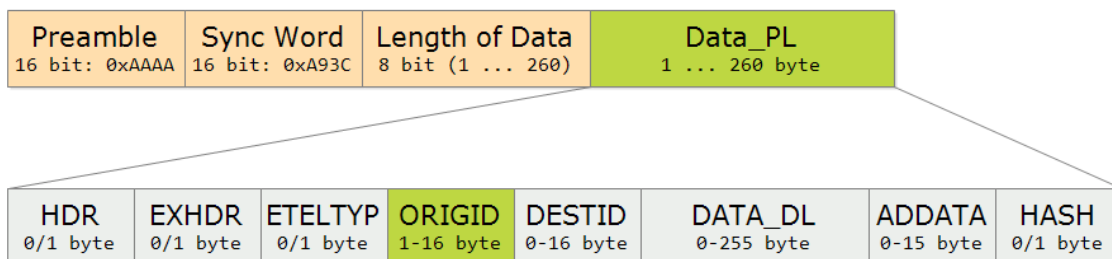 Preamble Sync Word Length of Data Data_PL
16 bit: 0xAAAA 16 bit: 0xA93C 8 bit (1 ... 260) 1 ... 260 byte
HDR EXHDR ETELTYP ORIGID DESTID DATA_DL ADDATA HASH
0/1 byte 0/1 byte 0/1 byte 1-16 byte 0-16 byte 0-255 byte 0-15 byte 0/1 byte